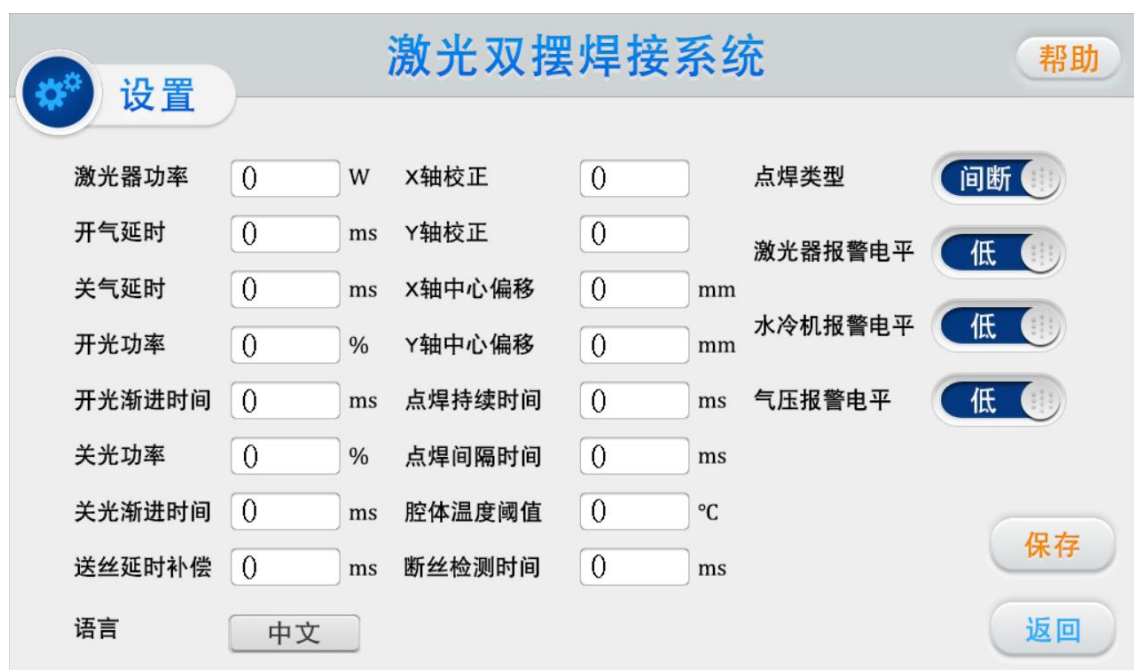 激光双摆焊接系统
帮助
设置
激光器功率 0 W X轴校正 0 点焊类型 间断
开气延时 0 ms Y轴校正 0
激光器报警电平 低
关气延时 0 ms X轴中心偏移 0 mm
水冷机报警电平 低
开光功率 0 % Y轴中心偏移 0 mm
开光渐进时间 0 ms 点焊持续时间 0 ms 气压报警电平 低
关光功率 0 % 点焊间隔时间 0 ms
关光渐进时间 0 ms 腔体温度阈值 0 °C
保存
送丝延时补偿 0 ms 断丝检测时间 0 ms
语言 中文
返回